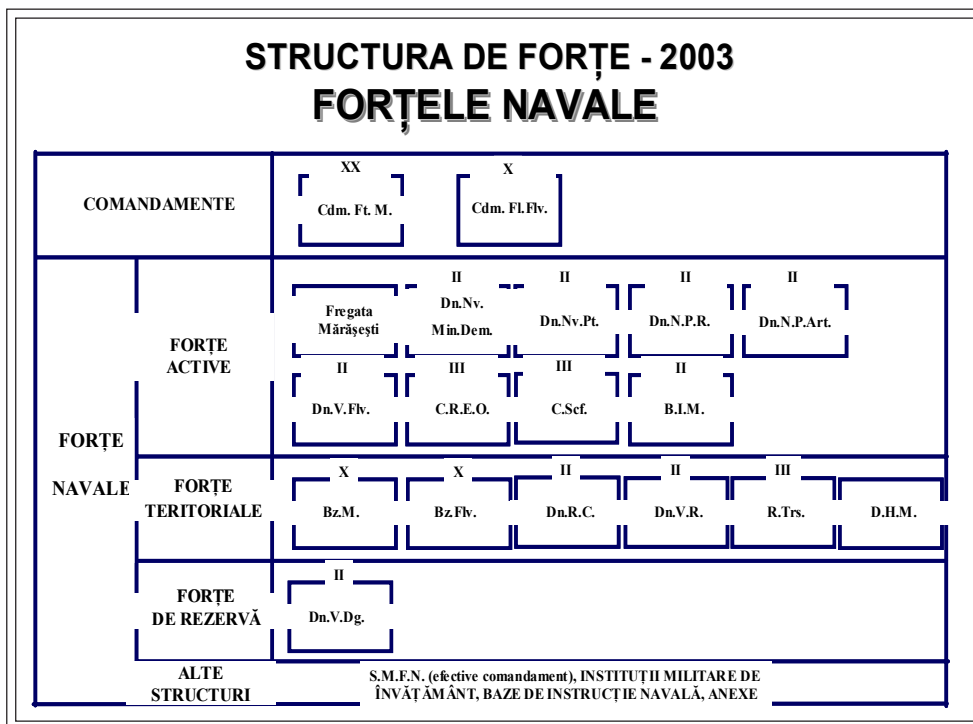 STRUCTURA DE FORȚE - 2003
FORȚELE NAVALE
COMANDAMENTE
XX
Cdm. Ft. M.
X
Cdm. Fl.Flv.
FORȚE
NAVALE
FORȚE
ACTIVE
Fregata
Mărășești
II
Dn.Nv.
Min.Dem.
II
Dn.Nv.Pt.
II
Dn.N.P.R.
II
Dn.N.P.Art.
II
Dn.V.Flv.
III
C.R.E.O.
III
C.Scf.
II
B.I.M.
FORȚE
TERITORIALE
X
Bz.M.
X
Bz.Flv.
II
Dn.R.C.
II
Dn.V.R.
III
R.Trs.
D.H.M.
FORȚE
DE REZERVĂ
II
Dn.V.Dg.
ALTE
STRUCTURI
S.M.F.N. (efective comandament), INSTITUȚII MILITARE DE
ÎNVĂȚĂMÂNT, BAZE DE INSTRUCȚIE NAVALĂ, ANEXE